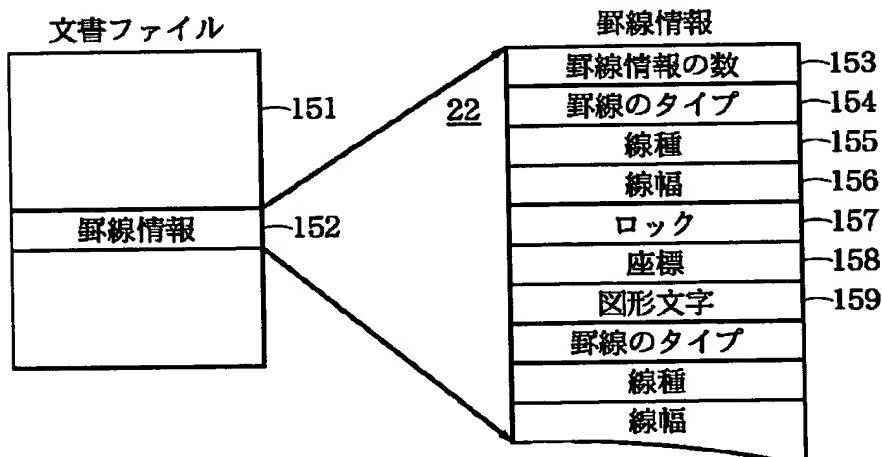 文書ファイル
151
罫線情報
152
22
罫線情報
罫線情報の数
153
罫線のタイプ
154
線種
155
線幅
156
ロック
157
座標
158
図形文字
159
罫線のタイプ
線種
線幅